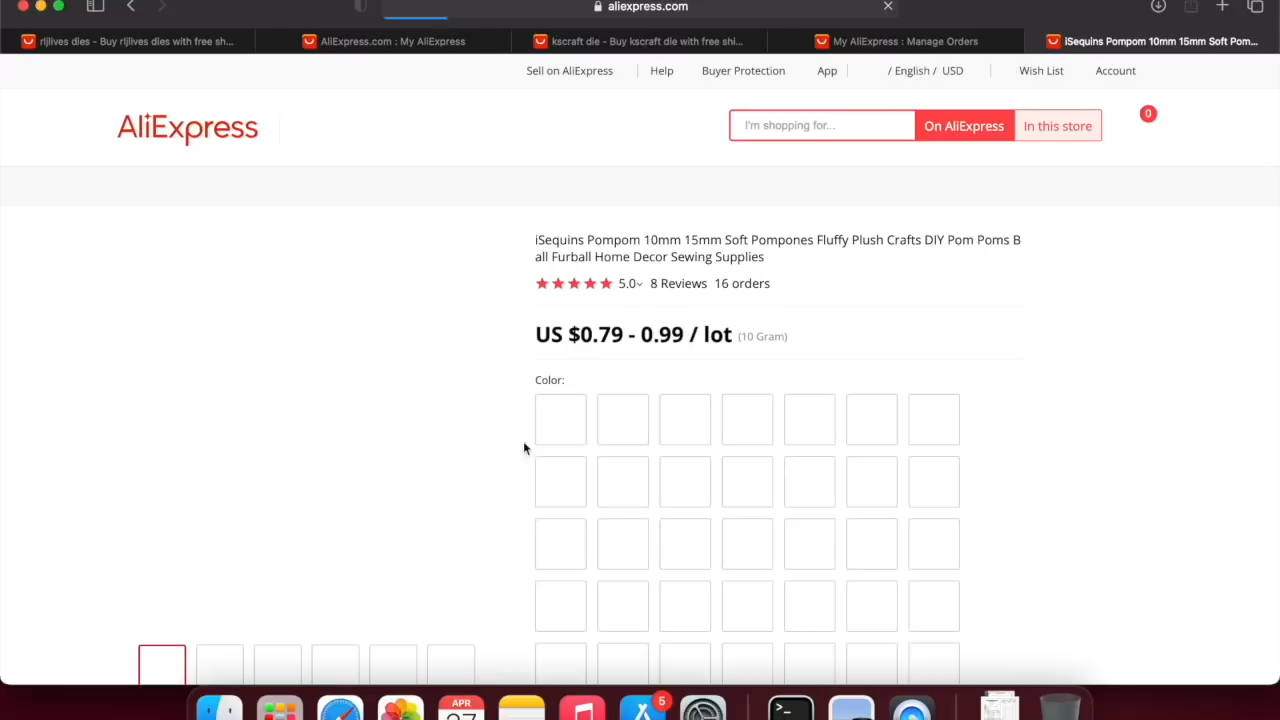 aliexpress.com
rljlives dies - Buy rljlives dies with free sh...
AliExpress.com : My AliExpress
kscraft die - Buy kscraft die with free shi...
My AliExpress : Manage Orders
iSequins Pompom 10mm 15mm Soft Pom...
Sell on AliExpress
Help
Buyer Protection
App
/ English / USD
Wish List
Account
AliExpress
I'm shopping for...
On AliExpress
In this store
0
iSequins Pompom 10mm 15mm Soft Pompones Fluffy Plush Crafts DIY Pom Poms B
all Furball Home Decor Sewing Supplies
5.0 8 Reviews 16 orders
US $0.79 - 0.99 / lot (10 Gram)
Color:
APR
27
5
>_